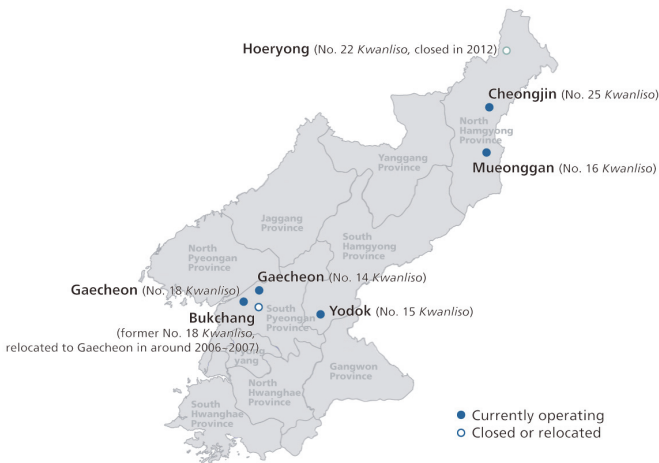 Hoeryong (No. 22 Kwanliso, closed in 2012)
Cheongjin (No. 25 Kwanliso)
North
Hamgyong
Province
Mueonggan (No. 16 Kwanliso)
Yanggang
Province
Jaggang
Province
South
Hamgyong
Province
North
Pyeongan
Province
Gaecheon (No. 14 Kwanliso)
Gaecheon (No. 18 Kwanliso)
Bukchang
(former No. 18 Kwanliso,
relocated to Gaecheon in around 2006–2007)
South
Pyeongan
Province
Yodok (No. 15 Kwanliso)
yang
Gangwon
Province
North
Hwanghae
Province
South
Hwanghae
Province
Currently operating
Closed or relocated